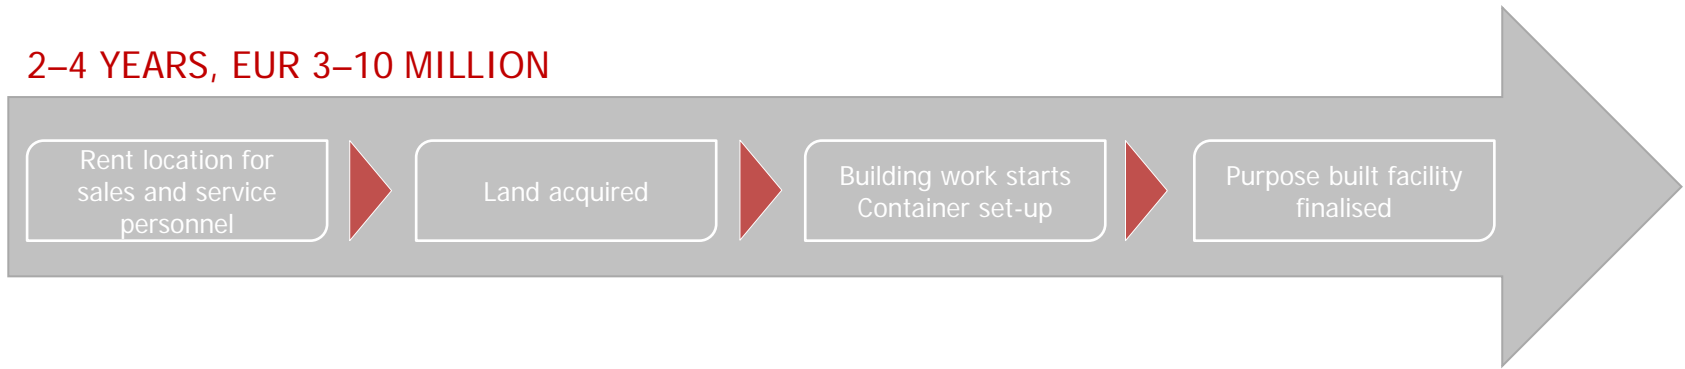 2–4 YEARS, EUR 3–10 MILLION
Rent location for
sales and service
personnel
Land acquired
Building work starts
Container set-up
Purpose built facility
finalised